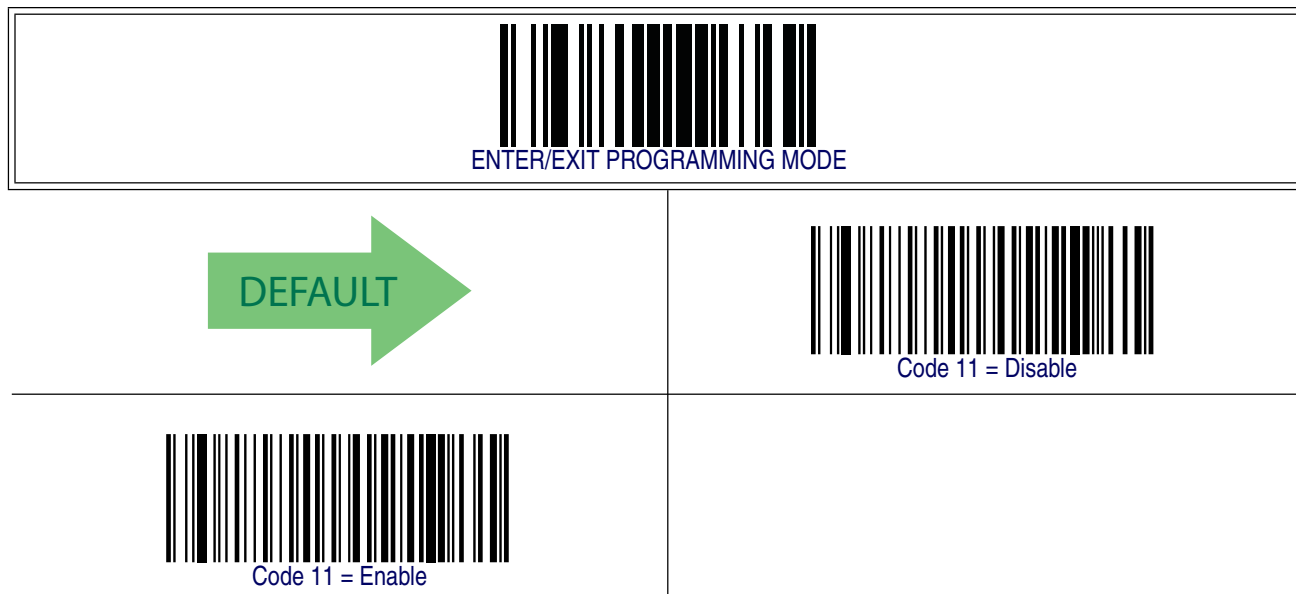 ENTER/EXIT PROGRAMMING MODE
DEFAULT
Code 11 = Disable
Code 11 = Enable